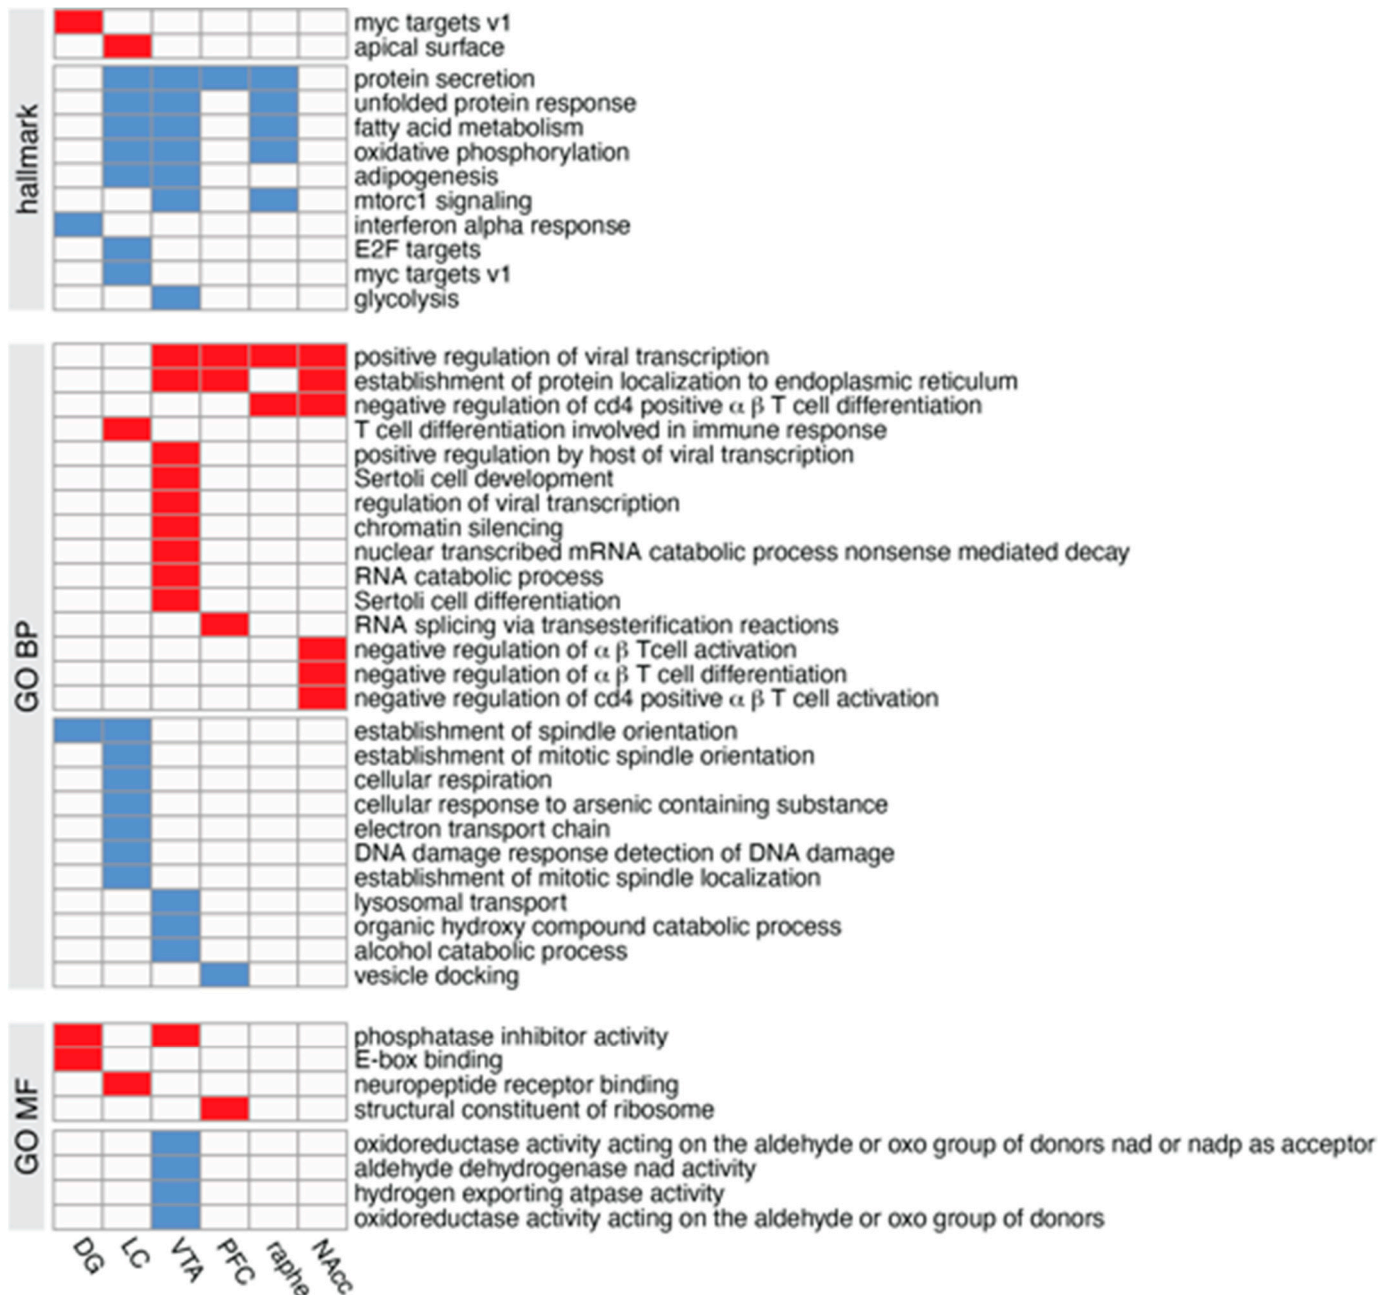 hallmark
myc targets v1
apical surface
protein secretion
unfolded protein response
fatty acid metabolism
oxidative phosphorylation
adipogenesis
mtorc1 signaling
interferon alpha response
E2F targets
myc targets v1
glycolysis
GO BP
positive regulation of viral transcription
establishment of protein localization to endoplasmic reticulum
negative regulation of cd4 positive α β T cell differentiation
T cell differentiation involved in immune response
positive regulation by host of viral transcription
Sertoli cell development
regulation of viral transcription
chromatin silencing
nuclear transcribed mRNA catabolic process nonsense mediated decay
RNA catabolic process
Sertoli cell differentiation
RNA splicing via transesterification reactions
negative regulation of α β Tcell activation
negative regulation of α β T cell differentiation
negative regulation of cd4 positive α β T cell activation
establishment of spindle orientation
establishment of mitotic spindle orientation
cellular respiration
cellular response to arsenic containing substance
electron transport chain
DNA damage response detection of DNA damage
establishment of mitotic spindle localization
lysosomal transport
organic hydroxy compound catabolic process
alcohol catabolic process
vesicle docking
GO MF
phosphatase inhibitor activity
E-box binding
neuropeptide receptor binding
structural constituent of ribosome
oxidoreductase activity acting on the aldehyde or oxo group of donors nad or nadp as acceptor
aldehyde dehydrogenase nad activity
hydrogen exporting atpase activity
oxidoreductase activity acting on the aldehyde or oxo group of donors
DG LC VTA PFC raphe NAcc